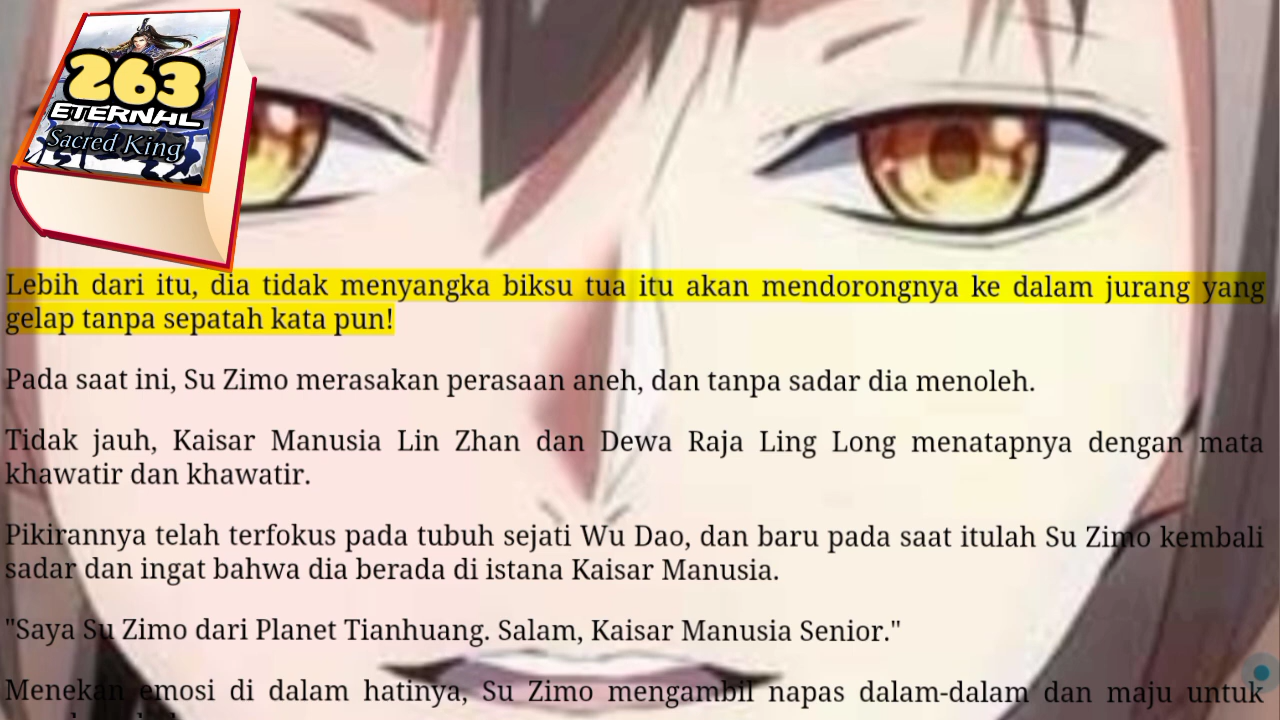 263
ETERNAL
Sacred King
Lebih dari itu, dia tidak menyangka biksu tua itu akan mendorongnya ke dalam jurang yang
gelap tanpa sepatah kata pun!
Pada saat ini, Su Zimo merasakan perasaan aneh, dan tanpa sadar dia menoleh.
Tidak jauh, Kaisar Manusia Lin Zhan dan Dewa Raja Ling Long menatapnya dengan mata
khawatir dan khawatir.
Pikirannya telah terfokus pada tubuh sejati Wu Dao, dan baru pada saat itulah Su Zimo kembali
sadar dan ingat bahwa dia berada di istana Kaisar Manusia.
"Saya Su Zimo dari Planet Tianhuang. Salam, Kaisar Manusia Senior."
Menekan emosi di dalam hatinya, Su Zimo mengambil napas dalam-dalam dan maju untuk